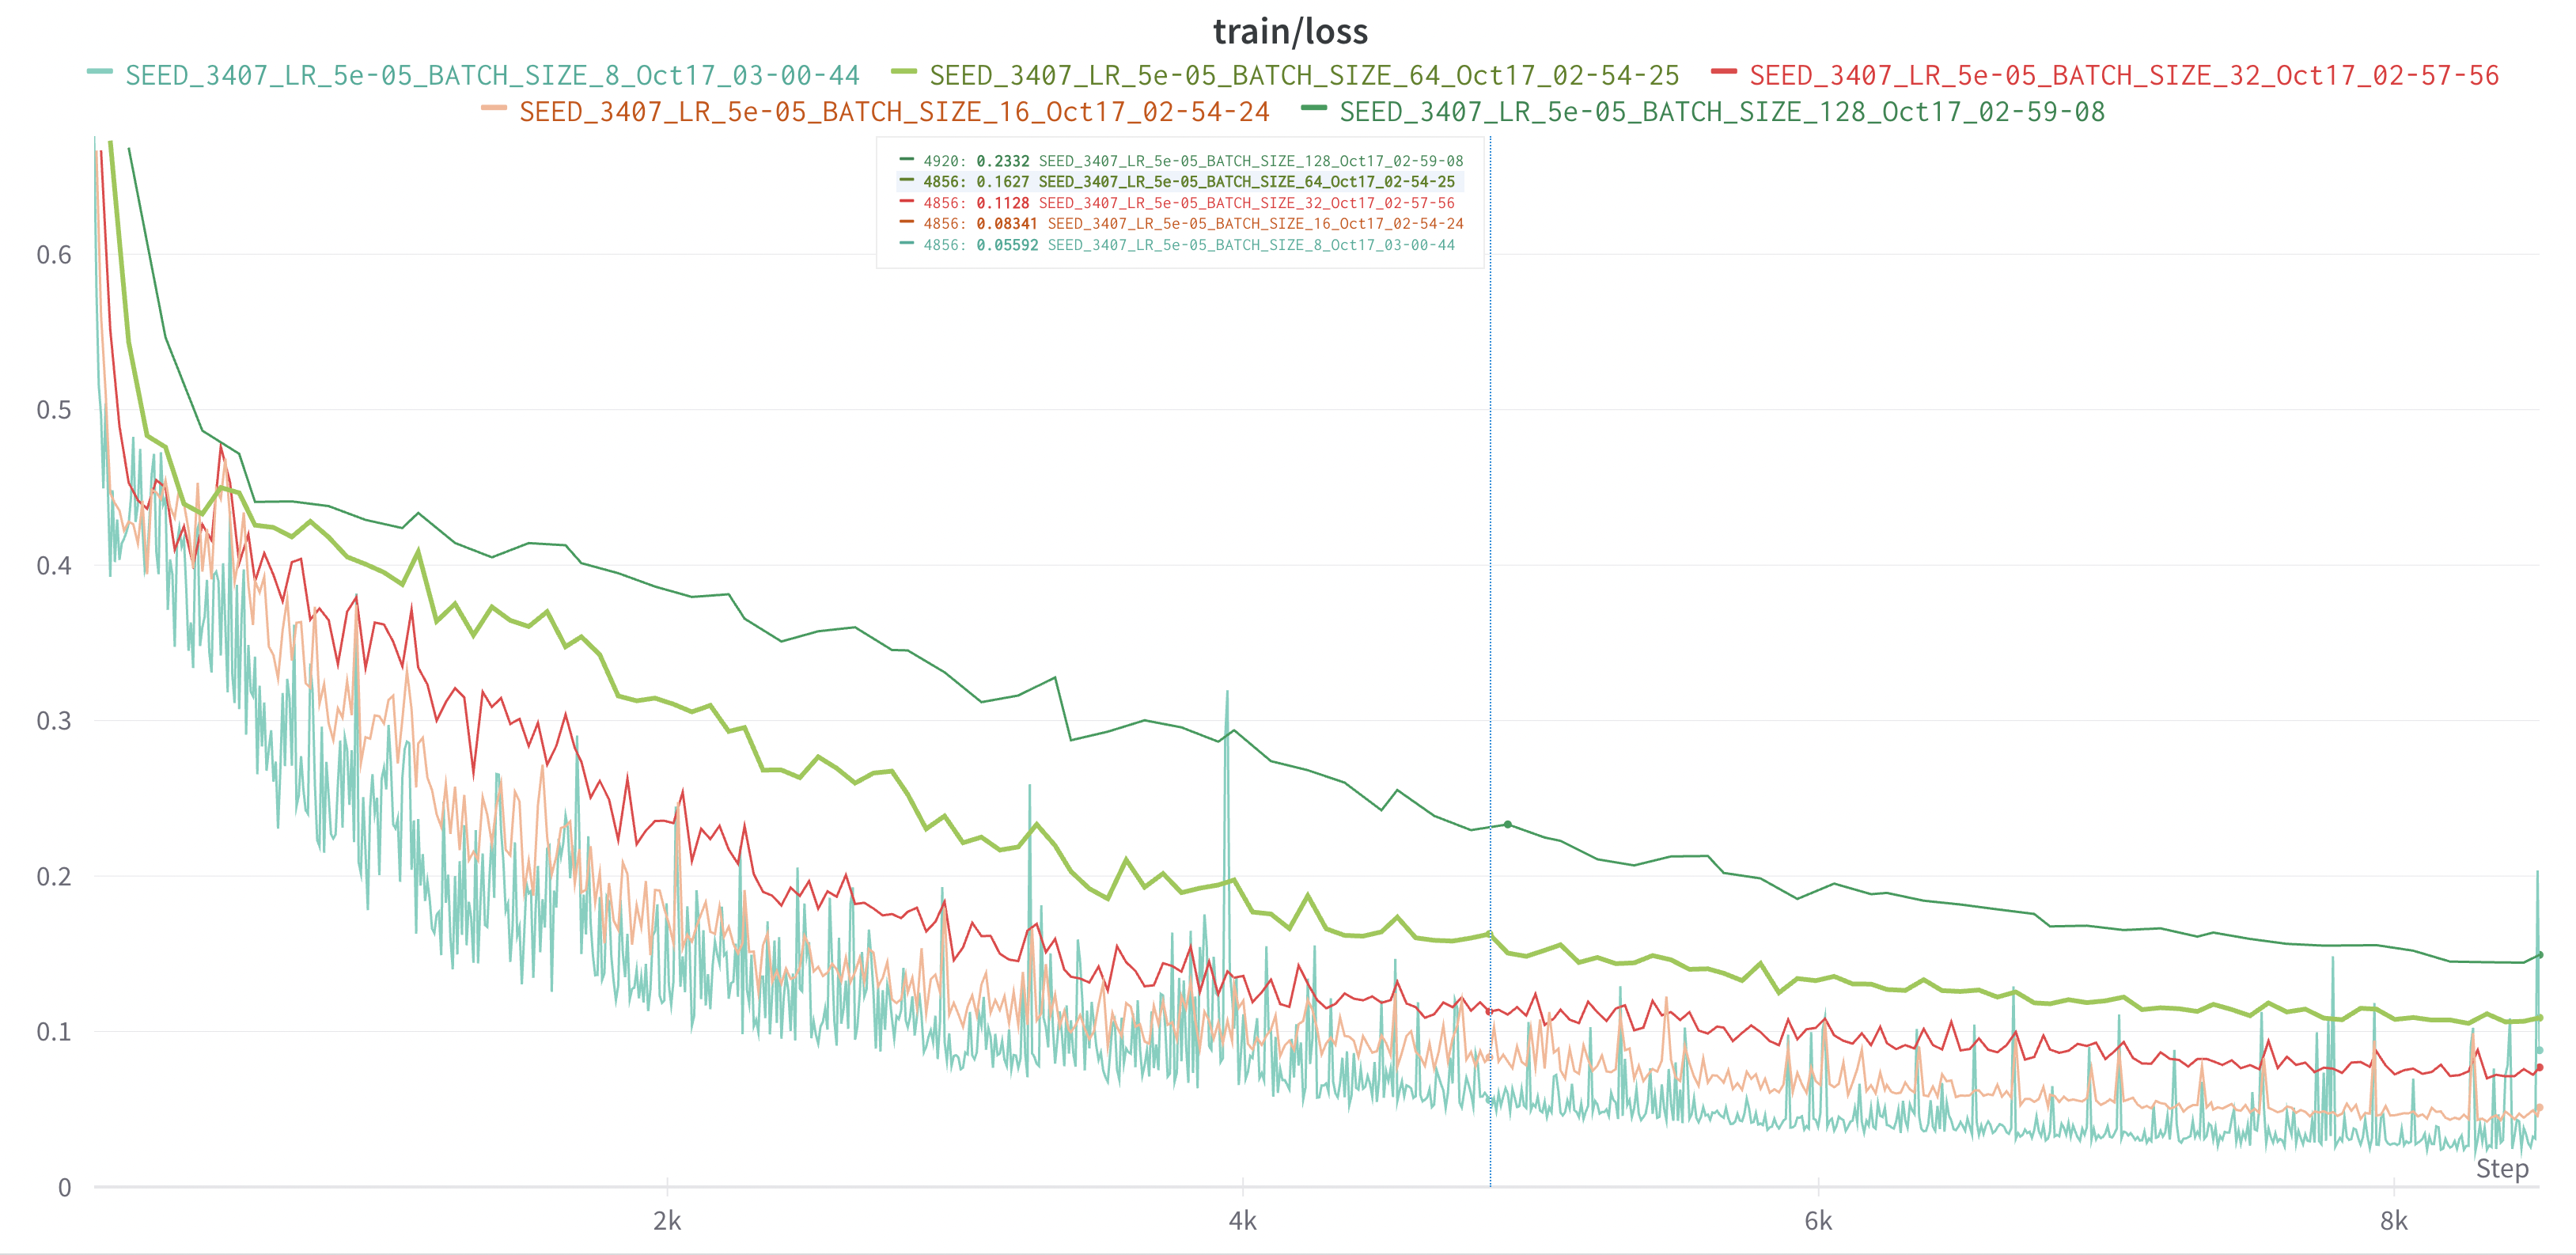 train/loss
SEED_3407_LR_5e-05_BATCH_SIZE_8_Oct17_03-00-44 SEED_3407_LR_5e-05_BATCH_SIZE_64_Oct17_02-54-25 SEED_3407_LR_5e-05_BATCH_SIZE_32_Oct17_02-57-56
SEED_3407_LR_5e-05_BATCH_SIZE_16_Oct17_02-54-24 SEED_3407_LR_5e-05_BATCH_SIZE_128_Oct17_02-59-08
4920: 0.2332 SEED_3407_LR_5e-05_BATCH_SIZE_128_Oct17_02-59-08
4856: 0.1627 SEED_3407_LR_5e-05_BATCH_SIZE_64_Oct17_02-54-25
4856: 0.1128 SEED_3407_LR_5e-05_BATCH_SIZE_32_Oct17_02-57-56
4856: 0.08341 SEED_3407_LR_5e-05_BATCH_SIZE_16_Oct17_02-54-24
4856: 0.05592 SEED_3407_LR_5e-05_BATCH_SIZE_8_Oct17_03-00-44
0.6
0.5
0.4
0.3
0.2
0.1
0
Step
2k 4k 6k 8k